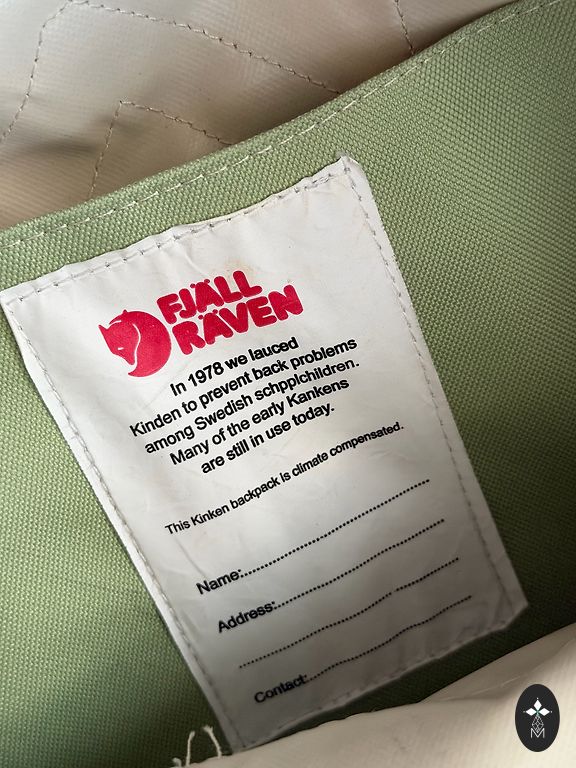 FJÄLL
RÄVEN
In 1978 we lauced
Kinden to prevent back problems
among Swedish schpplchildren.
Many of the early Kankens
are still in use today.
This Kinken backpack is climate compensated.
Name:
Address:
Contact:
M